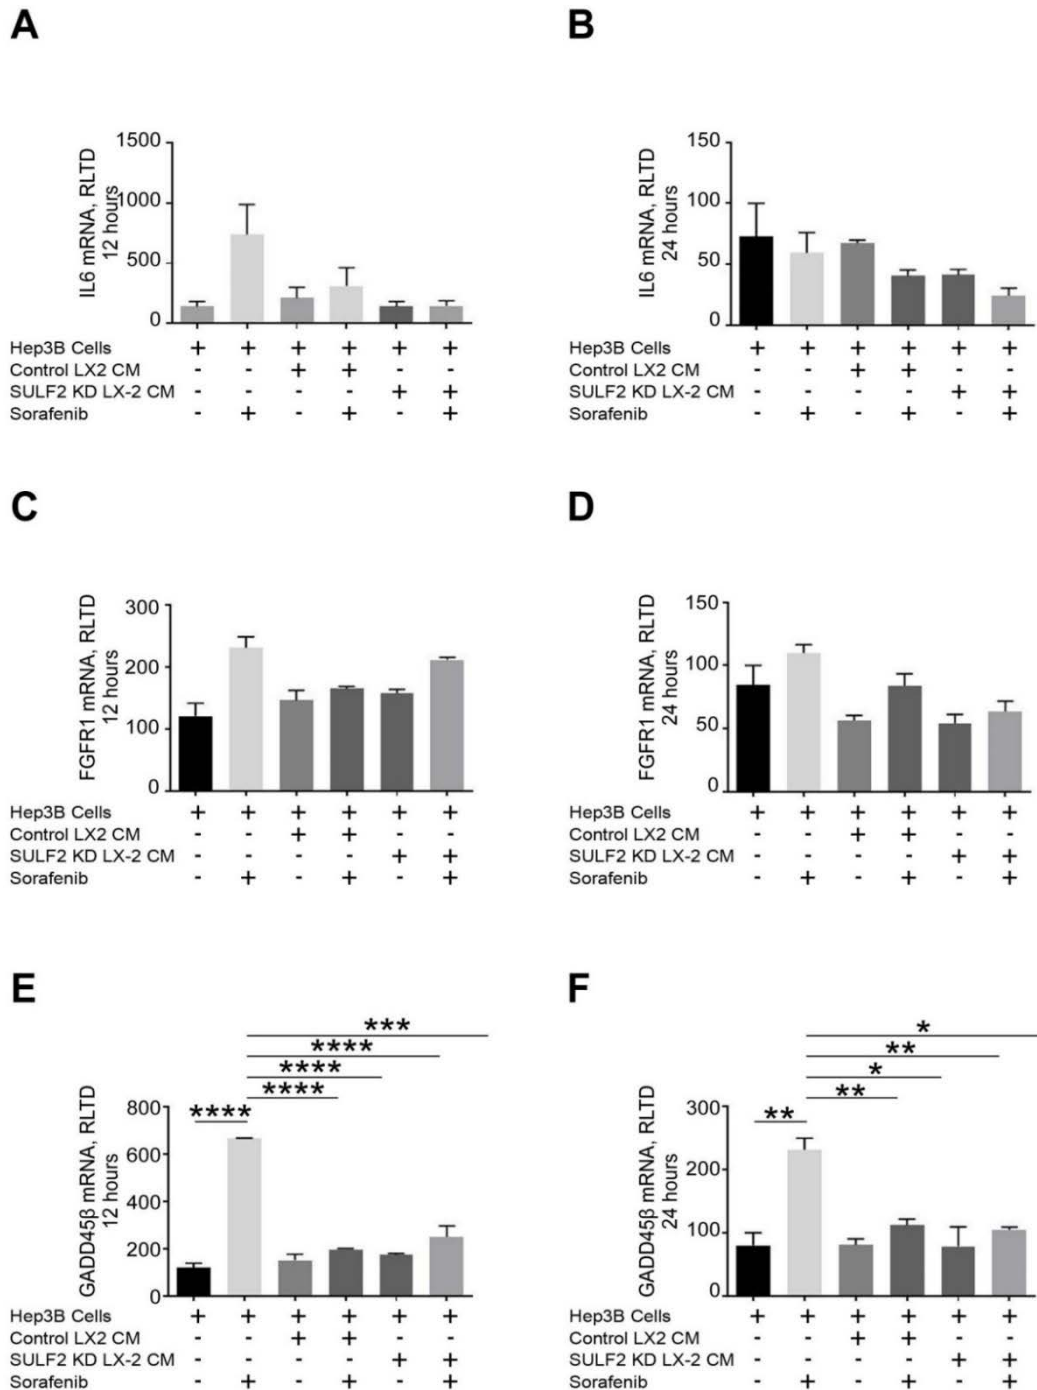 A
IL6 mRNA, RLTD
12 hours
1500
1000
500
0
Hep3B Cells + + + + + +
Control LX2 CM - - + + - -
SULF2 KD LX-2 CM - - - - + +
Sorafenib - + - + - +
B
IL6 mRNA, RLTD
24 hours
150
100
50
0
Hep3B Cells + + + + + +
Control LX2 CM - - + + - -
SULF2 KD LX-2 CM - - - - + +
Sorafenib - + - + - +
C
FGFR1 mRNA, RLTD
12 hours
300
200
100
0
Hep3B Cells + + + + + +
Control LX2 CM - - + + - -
SULF2 KD LX-2 CM - - - - + +
Sorafenib - + - + - +
D
FGFR1 mRNA, RLTD
24 hours
150
100
50
0
Hep3B Cells + + + + + +
Control LX2 CM - - + + - -
SULF2 KD LX-2 CM - - - - + +
Sorafenib - + - + - +
E
***
****
****
****
****
GADD45β mRNA, RLTD
12 hours
800
600
400
200
0
Hep3B Cells + + + + + +
Control LX2 CM - - + + - -
SULF2 KD LX-2 CM - - - - + +
Sorafenib - + - + - +
F
*
**
*
**
**
GADD45β mRNA, RLTD
24 hours
300
200
100
0
Hep3B Cells + + + + + +
Control LX2 CM - - + + - -
SULF2 KD LX-2 CM - - - - + +
Sorafenib - + - + - +